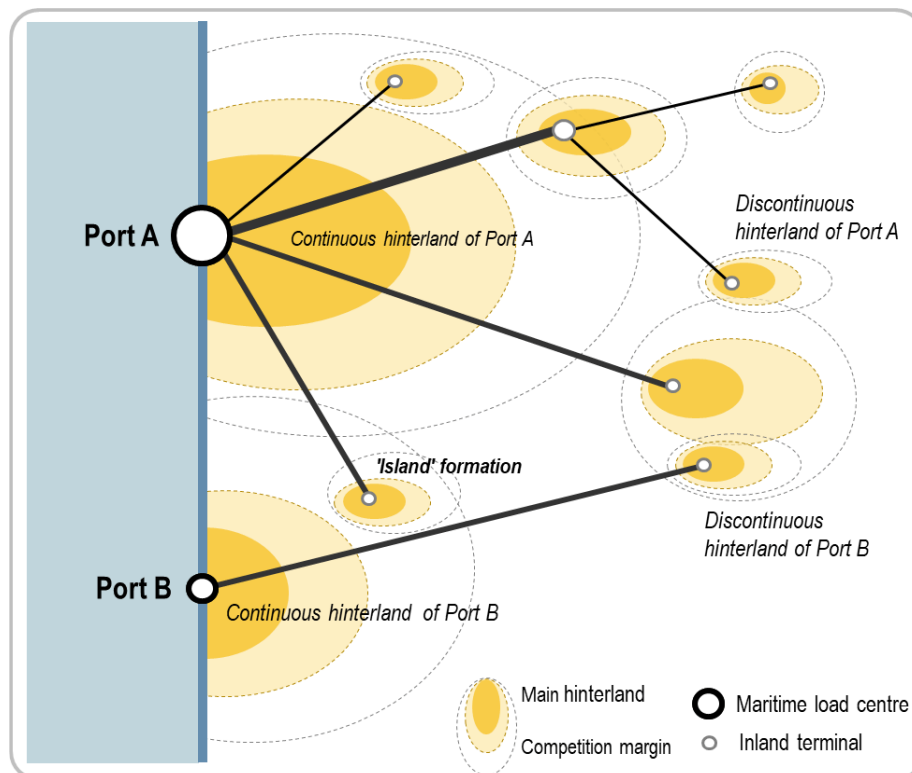 Port A
Continuous hinterland of Port A
Discontinuous
hinterland of Port A
'Island' formation
Discontinuous
hinterland of Port B
Port B
Continuous hinterland of Port B
Main hinterland
Competition margin
Maritime load centre
Inland terminal